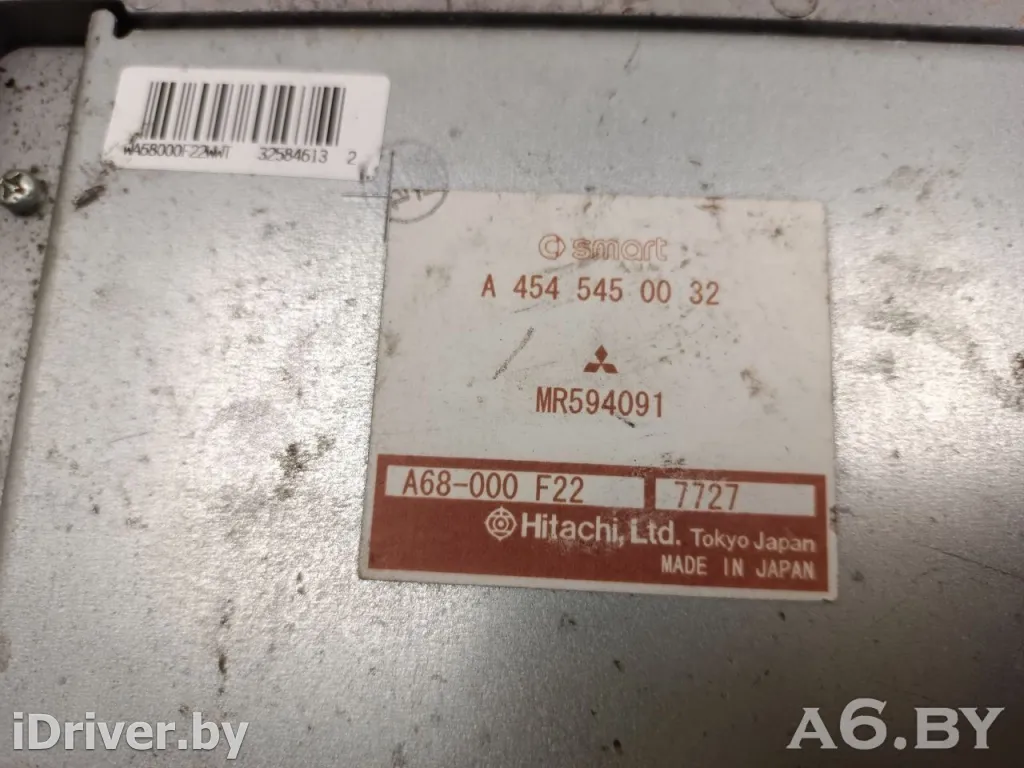 WA68000F22WWT 32584613 2
smart
A 454 545 00 32
MR594091
A68-000 F22 7727
Hitachi, Ltd. Tokyo Japan
MADE IN JAPAN
iDriver.by
A6.BY